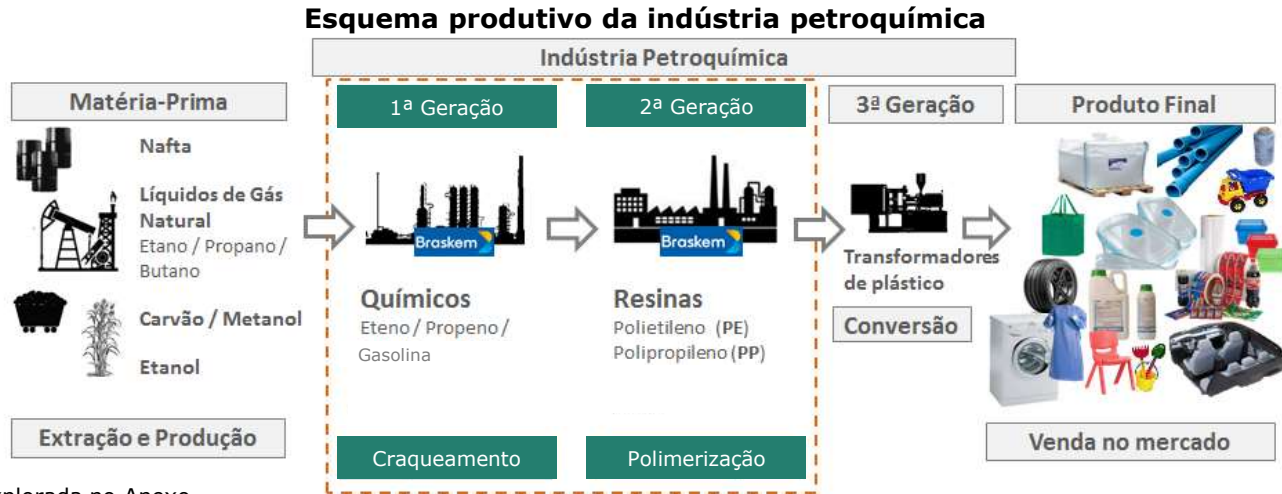 Esquema produtivo da indústria petroquímica
Indústria Petroquímica
Matéria-Prima
1ª Geração
2ª Geração
3ª Geração
Produto Final
Nafta
Líquidos de Gás
Natural
Etano / Propano /
Butano
Carvão / Metanol
Etanol
Braskem
Braskem
Químicos
Eteno / Propeno /
Gasolina
Resinas
Polietileno (PE)
Polipropileno (PP)
Transformadores
de plástico
Conversão
Extração e Produção
Craqueamento
Polimerização
Venda no mercado